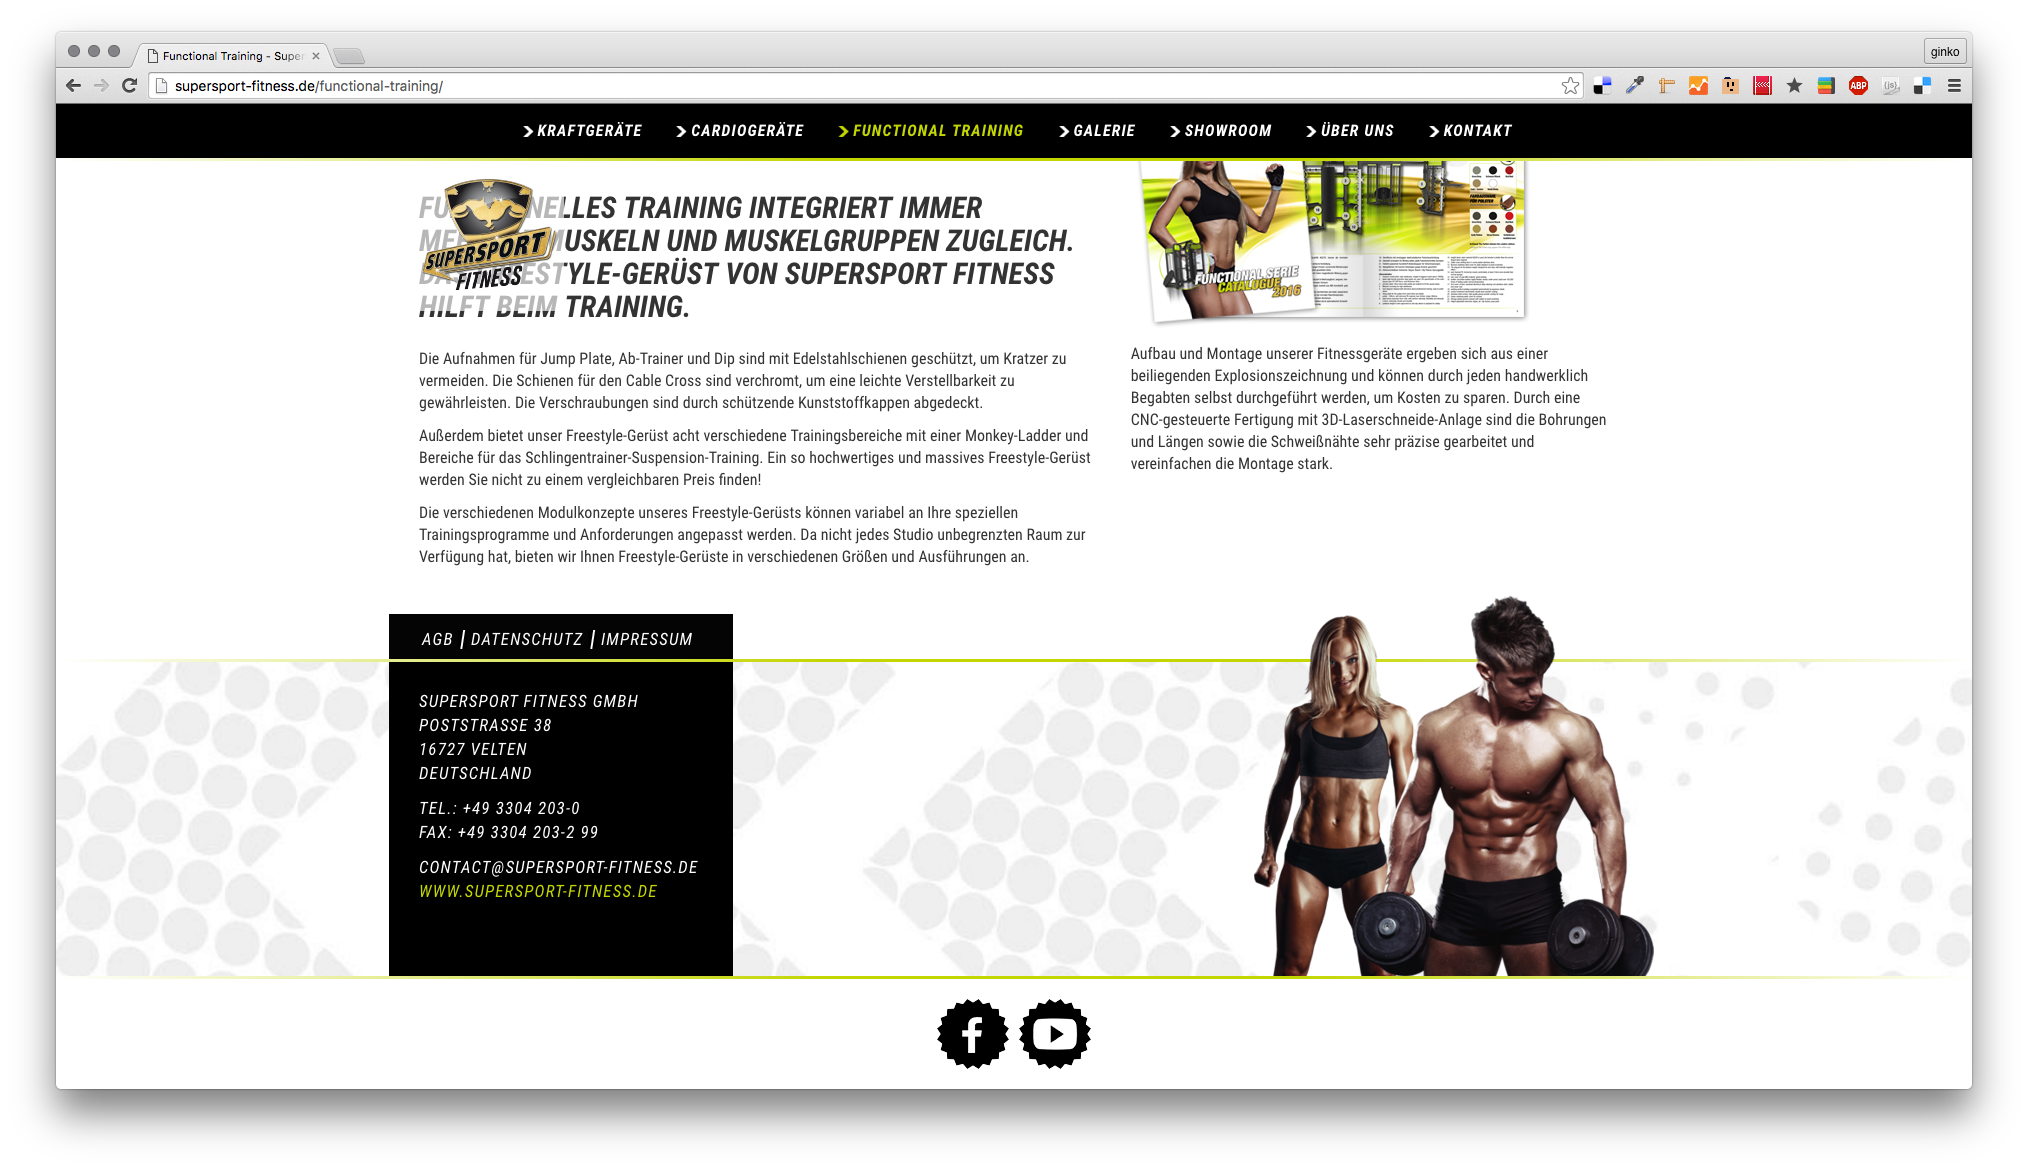 Functional Training - Super
ginko
supersport-fitness.de/functional-training/
ABP
{js}
KRAFTGERÄTE
CARDIOGERÄTE
FUNCTIONAL TRAINING
GALERIE
SHOWROOM
ÜBER UNS
KONTAKT
SUPERSPORT
FITNESS
LLES TRAINING INTEGRIERT IMMER
MUSKELN UND MUSKELGRUPPEN ZUGLEICH.
STYLE-GERÜST VON SUPERSPORT FITNESS
HILFT BEIM TRAINING.
Die Aufnahmen für Jump Plate, Ab-Trainer und Dip sind mit Edelstahlschienen geschützt, um Kratzer zu
vermeiden. Die Schienen für den Cable Cross sind verchromt, um eine leichte Verstellbarkeit zu
gewährleisten. Die Verschraubungen sind durch schützende Kunststoffkappen abgedeckt.
Außerdem bietet unser Freestyle-Gerüst acht verschiedene Trainingsbereiche mit einer Monkey-Ladder und
Bereiche für das Schlingentrainer-Suspension-Training. Ein so hochwertiges und massives Freestyle-Gerüst
werden Sie nicht zu einem vergleichbaren Preis finden!
Die verschiedenen Modulkonzepte unseres Freestyle-Gerüsts können variabel an Ihre speziellen
Trainingsprogramme und Anforderungen angepasst werden. Da nicht jedes Studio unbegrenzten Raum zur
Verfügung hat, bieten wir Ihnen Freestyle-Gerüste in verschiedenen Größen und Ausführungen an.
FUNCTIONAL SERIE
CATALOGUE
2016
Aufbau und Montage unserer Fitnessgeräte ergeben sich aus einer
beiliegenden Explosionszeichnung und können durch jeden handwerklich
Begabten selbst durchgeführt werden, um Kosten zu sparen. Durch eine
CNC-gesteuerte Fertigung mit 3D-Laserschneide-Anlage sind die Bohrungen
und Längen sowie die Schweißnähte sehr präzise gearbeitet und
vereinfachen die Montage stark.
AGB | DATENSCHUTZ | IMPRESSUM
SUPERSPORT FITNESS GMBH
POSTSTRASSE 38
16727 VELTEN
DEUTSCHLAND
TEL.: +49 3304 203-0
FAX: +49 3304 203-2 99
CONTACT@SUPERSPORT-FITNESS.DE
WWW.SUPERSPORT-FITNESS.DE